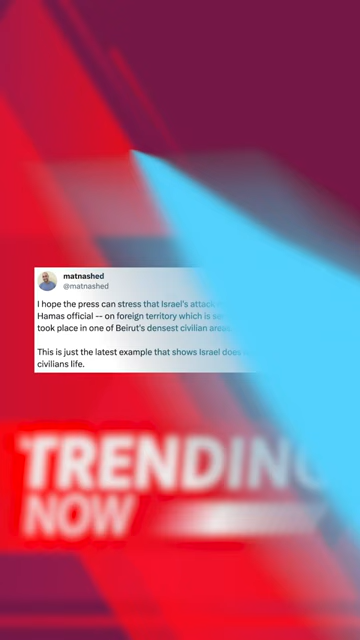 matnashed
@matnashed
I hope the press can stress that Israel's attack
Hamas official -- on foreign territory which is
took place in one of Beirut's densest civilian area
This is just the latest example that shows Israel does
civilians life.
TRENDING
NOW